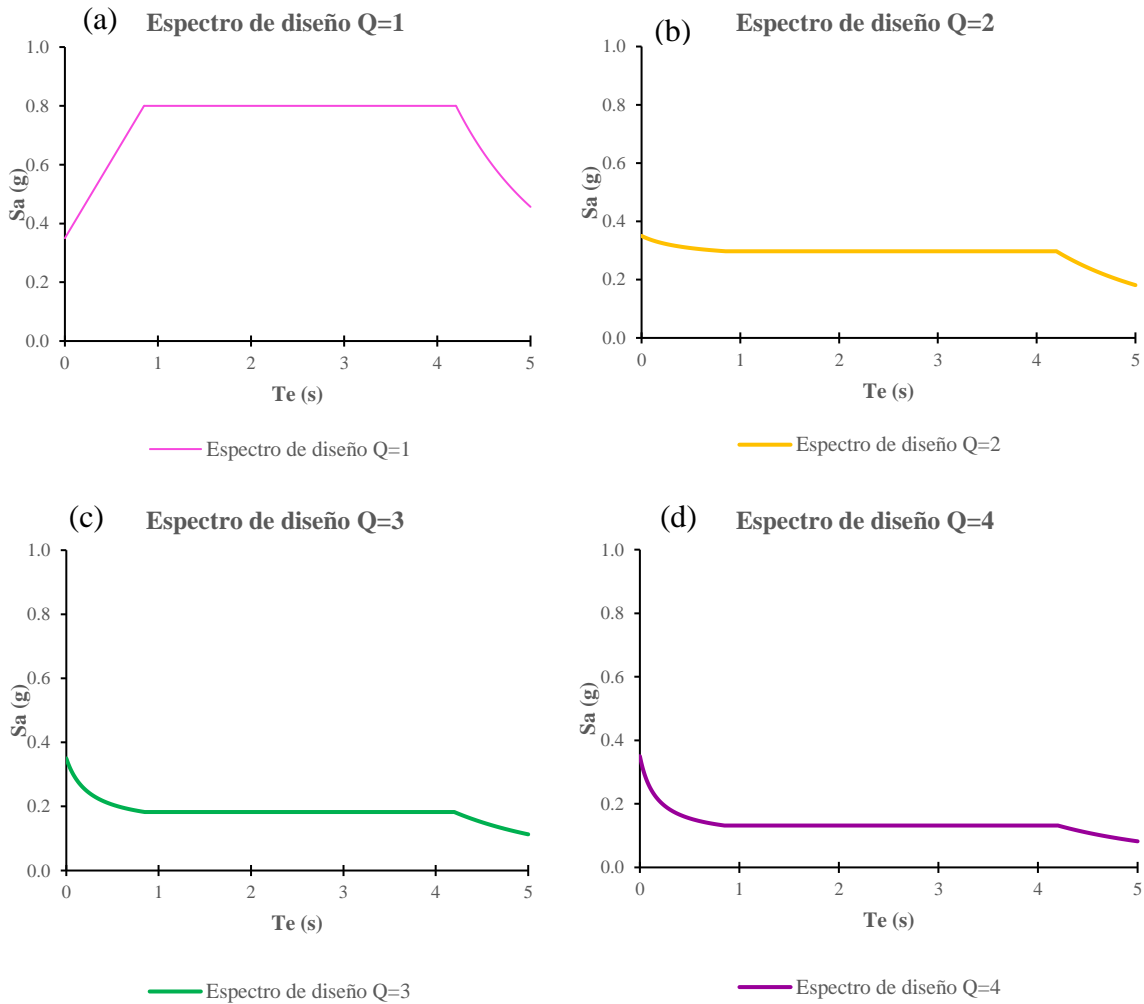 (a) Espectro de diseño Q=1
1.0
0.8
0.6
0.4
0.2
0.0
Sa (g)
0 1 2 3 4 5
Te (s)
Espectro de diseño Q=1
(b) Espectro de diseño Q=2
1.0
0.8
0.6
0.4
0.2
0.0
Sa (g)
0 1 2 3 4 5
Te (s)
Espectro de diseño Q=2
(c) Espectro de diseño Q=3
1.0
0.8
0.6
0.4
0.2
0.0
Sa (g)
0 1 2 3 4 5
Te (s)
Espectro de diseño Q=3
(d) Espectro de diseño Q=4
1.0
0.8
0.6
0.4
0.2
0.0
Sa (g)
0 1 2 3 4 5
Te (s)
Espectro de diseño Q=4